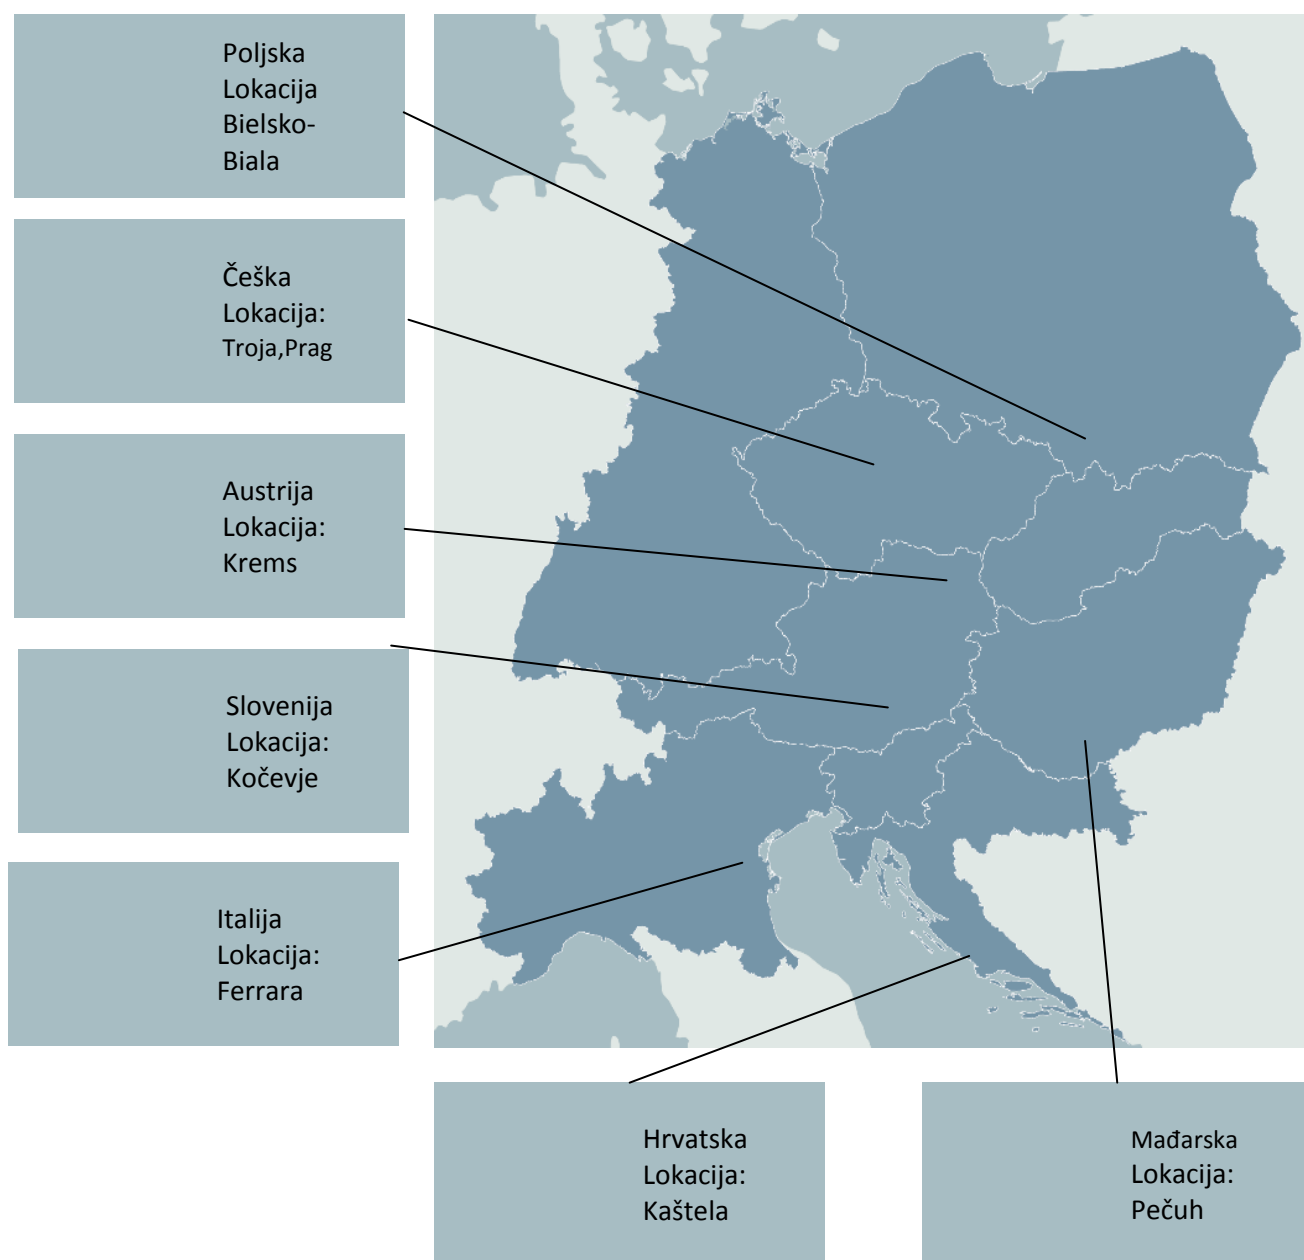 Poljska
Lokacija
Bielsko-
Biala
Češka
Lokacija:
Troja,Prag
Austrija
Lokacija:
Krems
Slovenija
Lokacija:
Kočevje
Italija
Lokacija:
Ferrara
Hrvatska
Lokacija:
Kaštela
Mađarska
Lokacija:
Pečuh